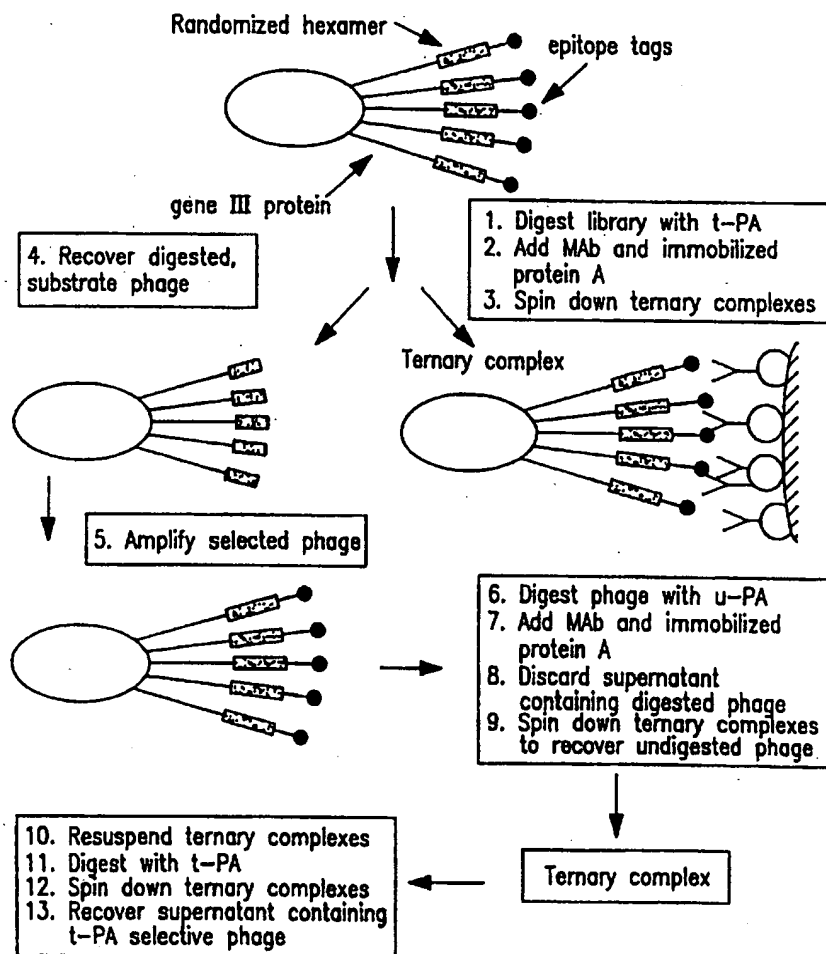 Randomized hexamer
epitope tags
gene III protein
1. Digest library with t-PA
2. Add MAb and immobilized
protein A
3. Spin down ternary complexes
4. Recover digested,
substrate phage
Ternary complex
5. Amplify selected phage
6. Digest phage with u-PA
7. Add MAb and immobilized
protein A
8. Discard supernatant
containing digested phage
9. Spin down ternary complexes
to recover undigested phage
Ternary complex
10. Resuspend ternary complexes
11. Digest with t-PA
12. Spin down ternary complexes
13. Recover supernatant containing
t-PA selective phage